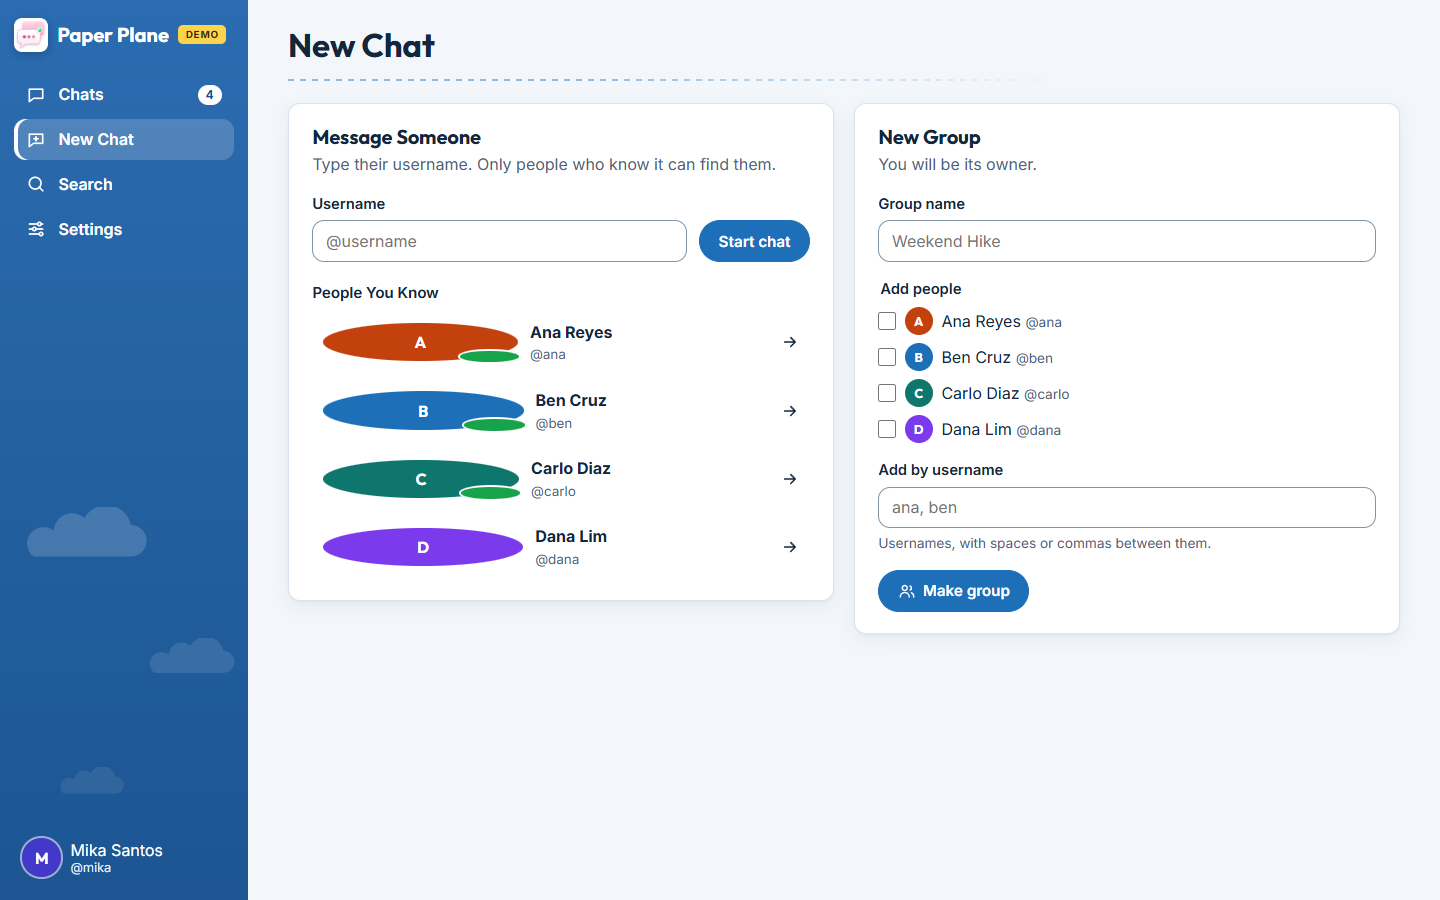 Paper Plane DEMO
Chats 4
New Chat
Search
Settings
M
Mika Santos
@mika
New Chat
Message Someone
Type their username. Only people who know it can find them.
Username
@username
Start chat
People You Know
A
Ana Reyes
@ana
B
Ben Cruz
@ben
C
Carlo Diaz
@carlo
D
Dana Lim
@dana
New Group
You will be its owner.
Group name
Weekend Hike
Add people
A Ana Reyes @ana
B Ben Cruz @ben
C Carlo Diaz @carlo
D Dana Lim @dana
Add by username
ana, ben
Usernames, with spaces or commas between them.
Make group